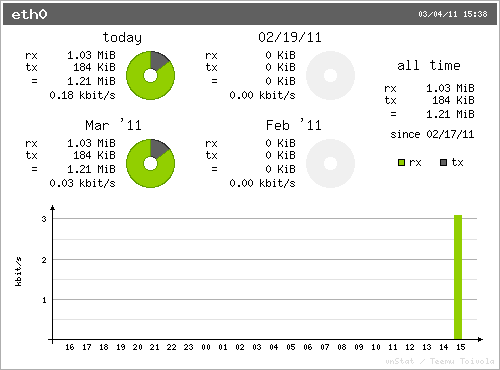 eth0 03/04/11 15:38
today
rx 1.03 MiB
tx 184 KiB
= 1.21 MiB
0.18 kbit/s
02/19/11
rx 0 KiB
tx 0 KiB
= 0 KiB
0.00 kbit/s
all time
rx 1.03 MiB
tx 184 KiB
= 1.21 MiB
since 02/17/11
rx tx
Mar '11
rx 1.03 MiB
tx 184 KiB
= 1.21 MiB
0.03 kbit/s
Feb '11
rx 0 KiB
tx 0 KiB
= 0 KiB
0.00 kbit/s
kbit/s
3
2
1
16 17 18 19 20 21 22 23 00 01 02 03 04 05 06 07 08 09 10 11 12 13 14 15
vnStat / Teemu Toivola